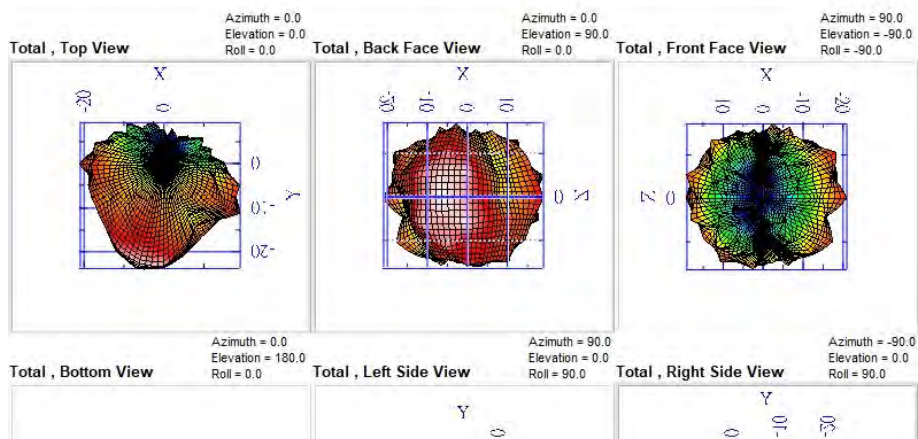 Azimuth = 0.0
Elevation = 0.0
Roll = 0.0
Total , Top View
Azimuth = 0.0
Elevation = 90.0
Roll = 0.0
Total , Back Face View
Azimuth = 90.0
Elevation = -90.0
Roll = -90.0
Total , Front Face View
X
-20
0
0
-10
-20
Y
X
-20
-10
0
10
0
Z
X
10
0
-10
-20
Z
0
Azimuth = 0.0
Elevation = 180.0
Roll = 0.0
Total , Bottom View
Azimuth = 90.0
Elevation = 0.0
Roll = 90.0
Total , Left Side View
Azimuth = -90.0
Elevation = 0.0
Roll = 90.0
Total , Right Side View
Y
0
Y
0
-10
-20